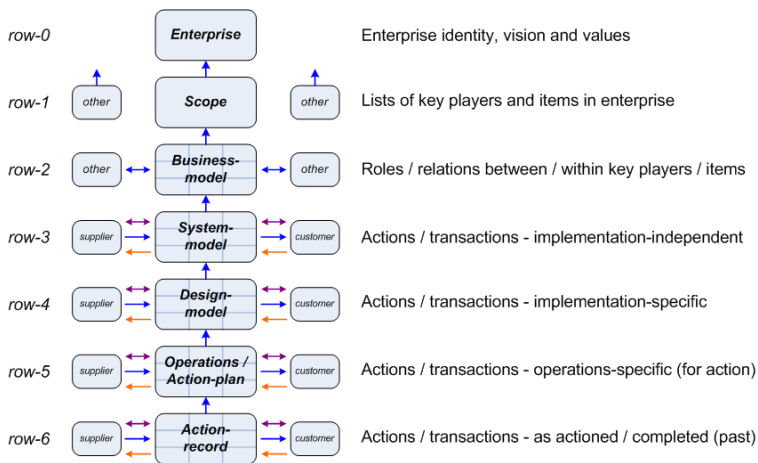 row-0 Enterprise Enterprise identity, vision and values
row-1 other Scope other Lists of key players and items in enterprise
row-2 other Business- other Roles / relations between / within key players / items
model
row-3 supplier System- customer Actions / transactions - implementation-independent
model
row-4 supplier Design- customer Actions / transactions - implementation-specific
model
row-5 supplier Operations / customer Actions / transactions - operations-specific (for action)
Action-plan
row-6 supplier Action- customer Actions / transactions - as actioned / completed (past)
record